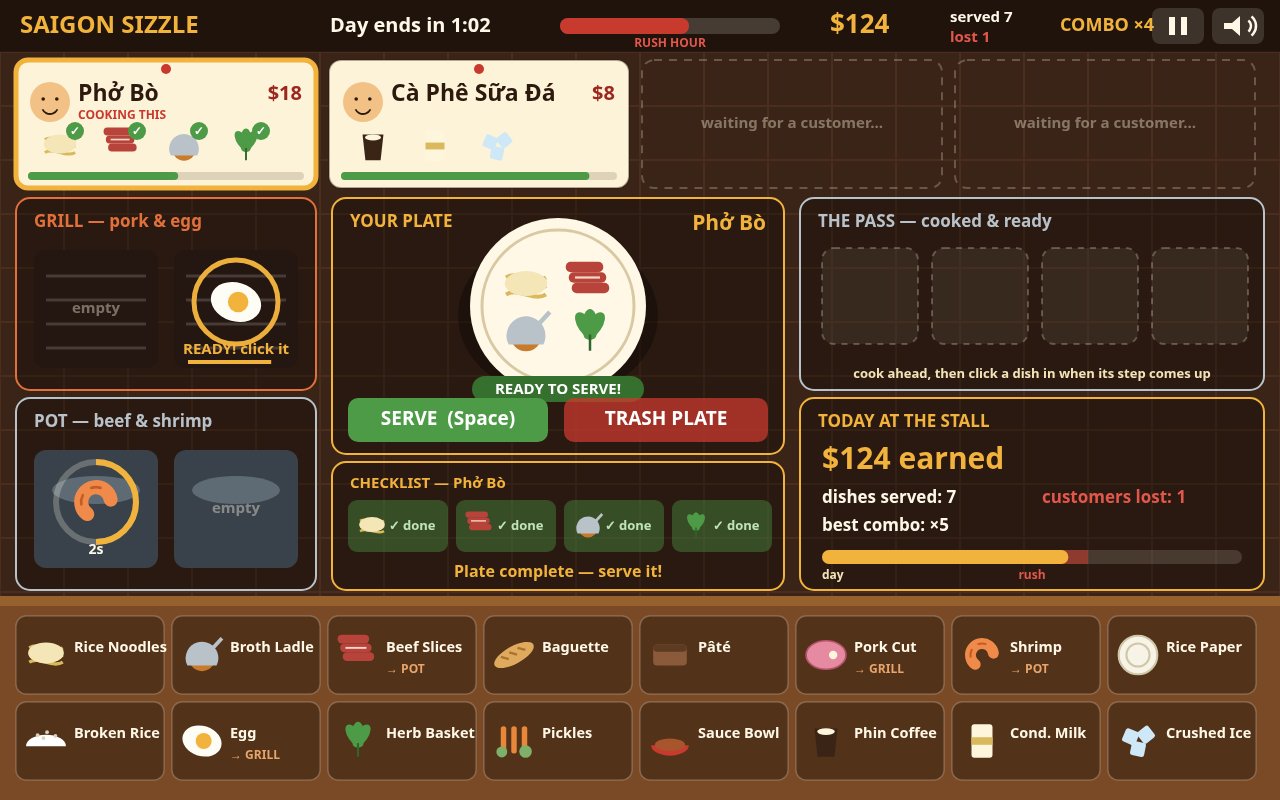 SAIGON SIZZLE
Day ends in 1:02
RUSH HOUR
$124
served 7
lost 1
COMBO ×4
Phở Bò
$18
COOKING THIS
Cà Phê Sữa Đá
$8
waiting for a customer...
waiting for a customer...
GRILL — pork & egg
empty
READY! click it
YOUR PLATE
Phở Bò
READY TO SERVE!
SERVE (Space)
TRASH PLATE
THE PASS — cooked & ready
cook ahead, then click a dish in when its step comes up
POT — beef & shrimp
2s
empty
CHECKLIST — Phở Bò
✓ done
✓ done
✓ done
✓ done
Plate complete — serve it!
TODAY AT THE STALL
$124 earned
dishes served: 7
customers lost: 1
best combo: ×5
day
rush
Rice Noodles
Broth Ladle
Beef Slices
→ POT
Baguette
Pâté
Pork Cut
→ GRILL
Shrimp
→ POT
Rice Paper
Broken Rice
Egg
→ GRILL
Herb Basket
Pickles
Sauce Bowl
Phin Coffee
Cond. Milk
Crushed Ice